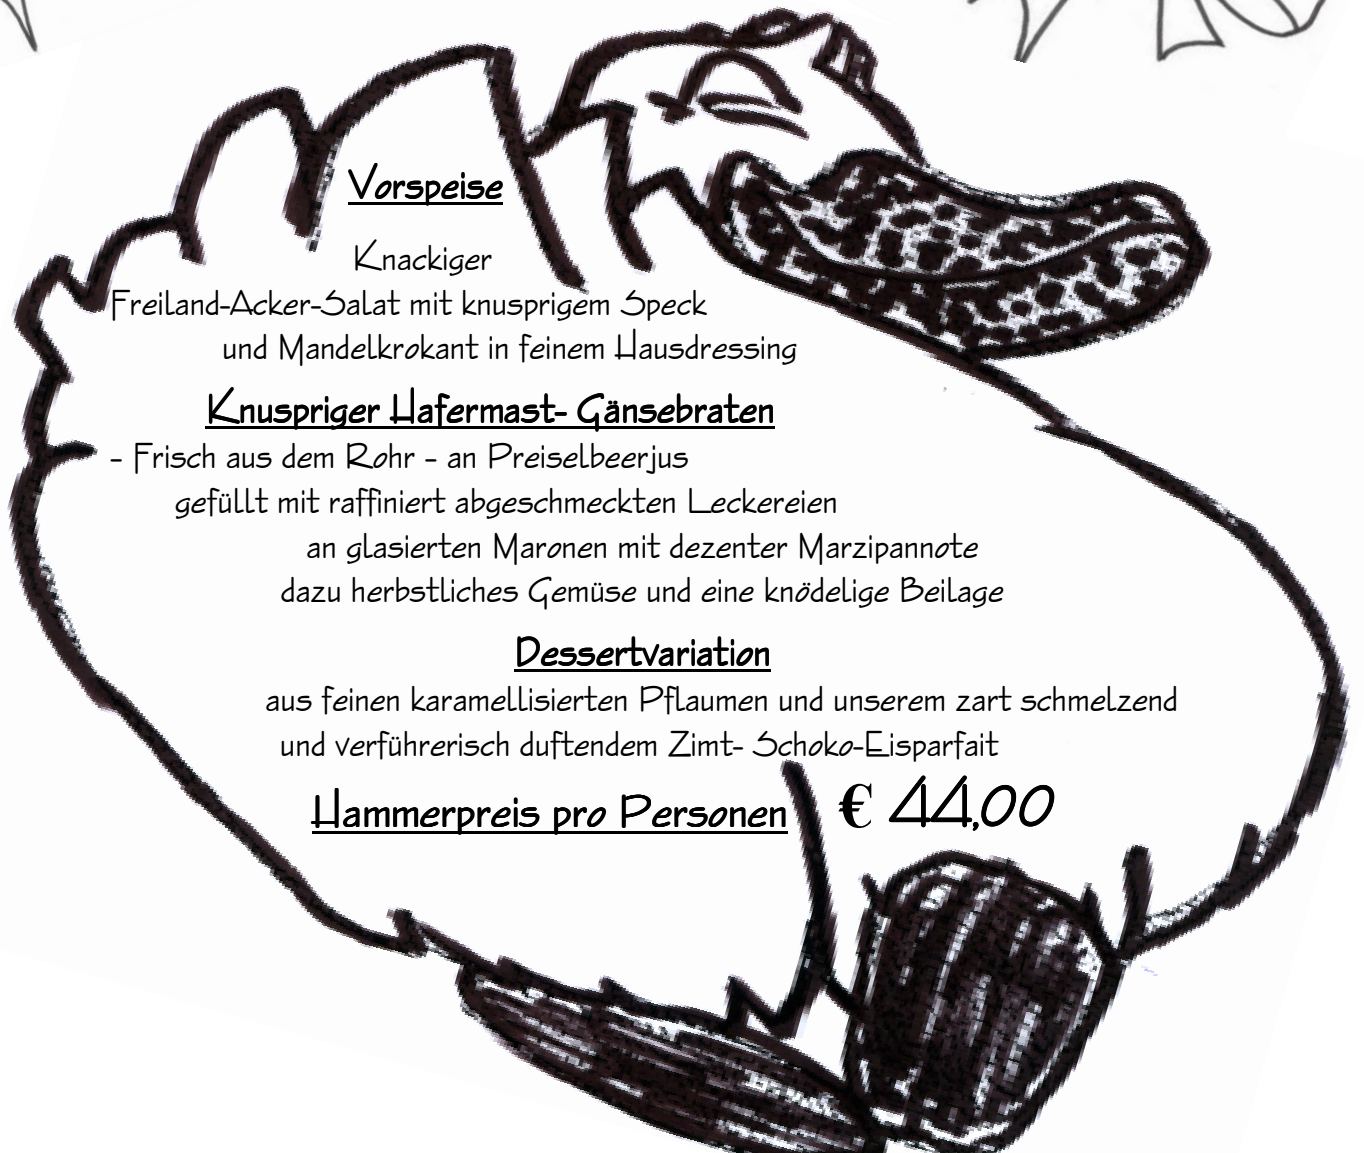 Vorspeise
Knackiger
Freiland-Acker-Salat mit knusprigem Speck
und Mandelkrokant in feinem Hausdressing
Knuspriger Hafermast- Gänsebraten
- Frisch aus dem Rohr - an Preiselbeerjus
gefüllt mit raffiniert abgeschmeckten Leckereien
an glasierten Maronen mit dezenter Marzipannote
dazu herbstliches Gemüse und eine knödelige Beilage
Dessertvariation
aus feinen karamellisierten Pflaumen und unserem zart schmelzend
und verführerisch duftendem Zimt- Schoko-Eisparfait
Hammerpreis pro Personen € 44,00